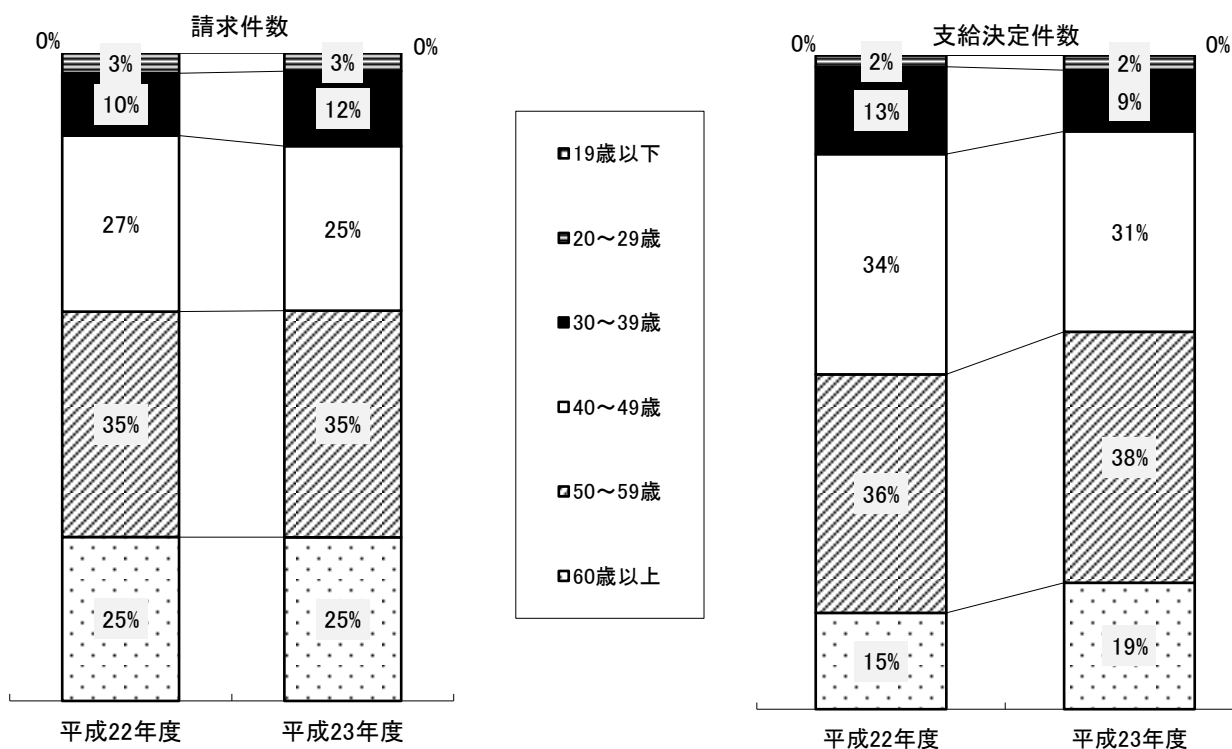 請求件数
0%
0%
3%
3%
10%
12%
27%
25%
35%
35%
25%
25%
平成22年度
平成23年度
19歳以下
20～29歳
30～39歳
40～49歳
50～59歳
60歳以上
支給決定件数
0%
0%
2%
2%
13%
9%
34%
31%
36%
38%
15%
19%
平成22年度
平成23年度